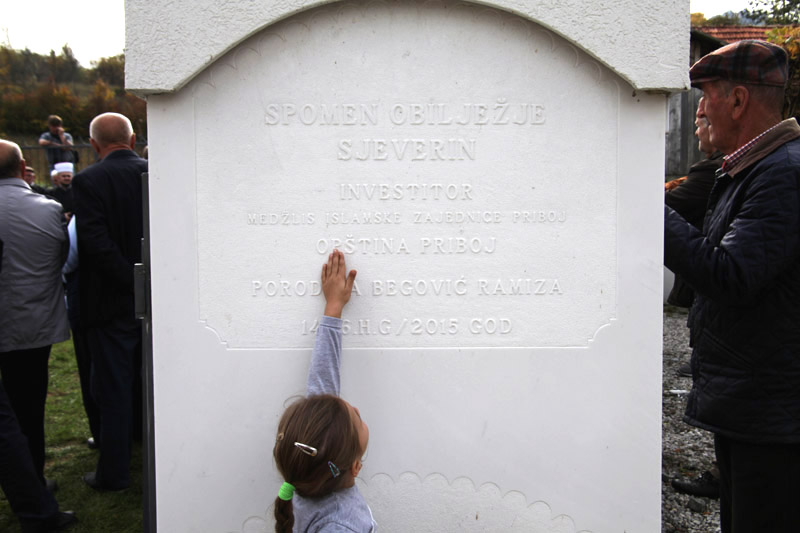 SPOMEN OBILJEŽJE
SJEVERIN
INVESTITOR
MEDŽLIS ISLAMSKE ZAJEDNICE PRIBOJ
OPŠTINA PRIBOJ
BEGOVIĆ RAMIZA
H.G/2015 GOD